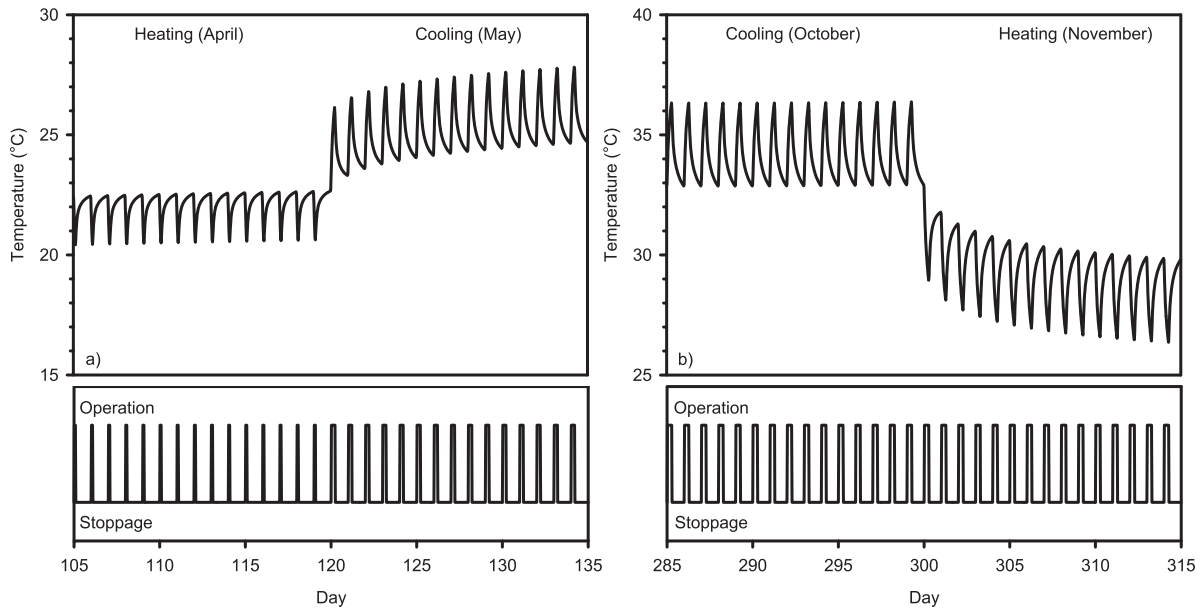 30
25
20
15
Temperature (°C)
Heating (April)
Cooling (May)
a)
Operation
Stoppage
105
110
115
120
125
130
135
Day
40
35
30
25
Temperature (°C)
Cooling (October)
Heating (November)
b)
Operation
Stoppage
285
290
295
300
305
310
315
Day